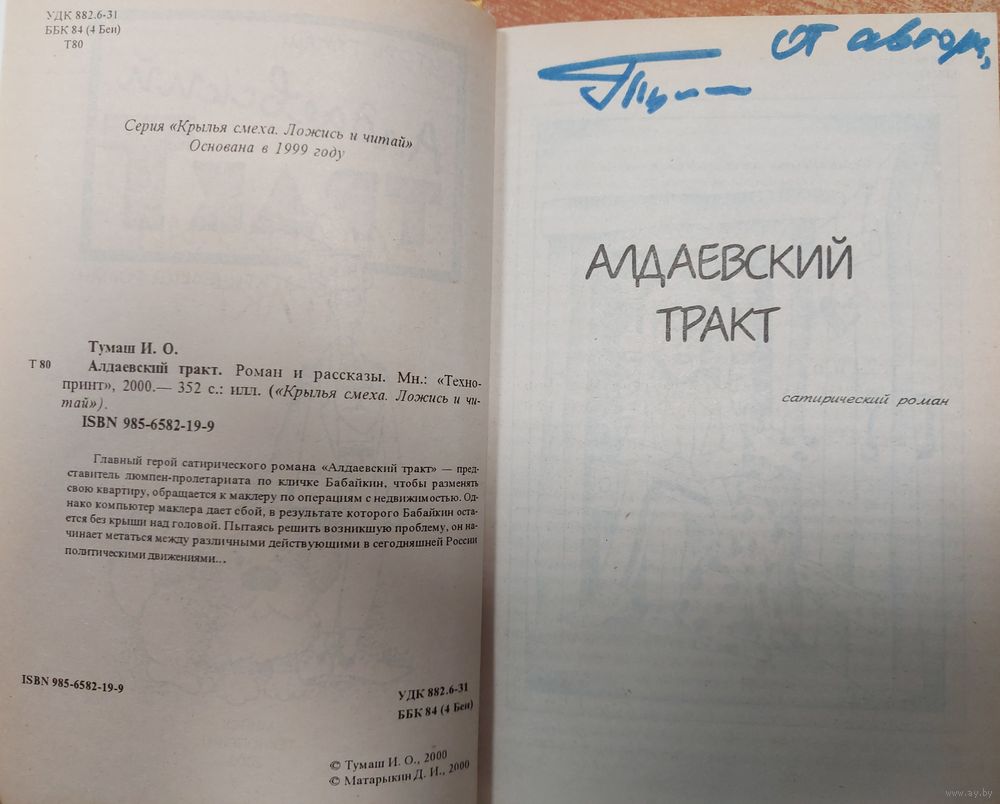 УДК 882.6-31
ББК 84 (4 Беи)
Т80
Серия «Крылья смеха. Ложись и читай»
Основана в 1999 году
Тумаш И. О.
Т 80
Алдаевский тракт. Роман и рассказы. Мн.: «Техно-
принт», 2000.— 352 с.: илл. («Крылья смеха. Ложись и чи-
тай»).
ISBN 985-6582-19-9
Главный герой сатирического романа «Алдаевский тракт» — пред-
ставитель люмпен-пролетариата по кличке Бабайкин, чтобы разменять
свою квартиру, обращается к маклеру по операциям с недвижимостью. Од-
нако компьютер маклера дает сбой, в результате которого Бабайкин оста-
ется без крыши над головой. Пытаясь решить возникшую проблему, он на-
чинает метаться между различными действующими в сегодняшней России
политическими движениями...
ISBN 985-6582-19-9
УДК 882.6-31
ББК 84 (4 Беи)
© Тумаш И. О., 2000
© Матарыкин Д. И., 2000
от автора,
АЛДАЕВСКИЙ
ТРАКТ
сатирический роман
www.ay.by